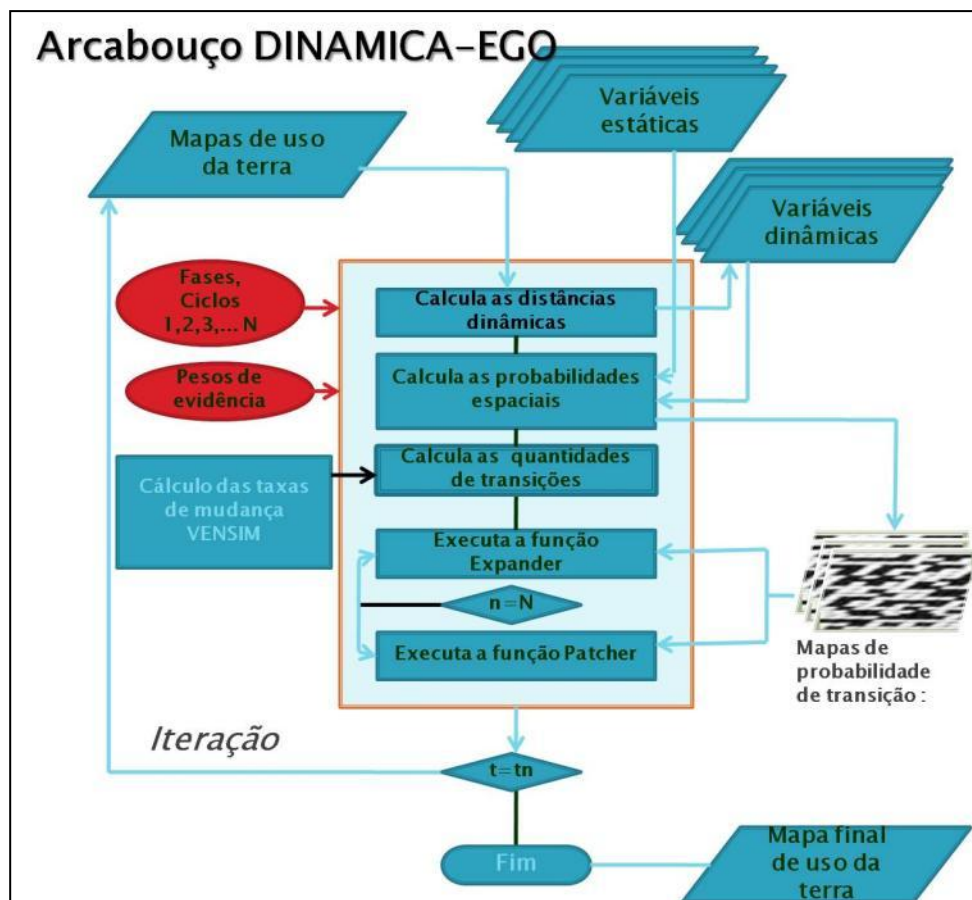 Arcabouço DINAMICA-EGO
Variáveis
estáticas
Mapas de uso
da terra
Variáveis
dinâmicas
Fases,
Ciclos
1,2,3,... N
Calcula as distâncias
dinâmicas
Pesos de
evidência
Calcula as probabilidades
espaciais
Calcula as quantidades
de transições
Cálculo das taxas
de mudança
VENSIM
Executa a função
Expander
n=N
Executa a função Patcher
Mapas de
probabilidade
de transição :
Iteração
t=tn
Fim
Mapa final
de uso da
terra